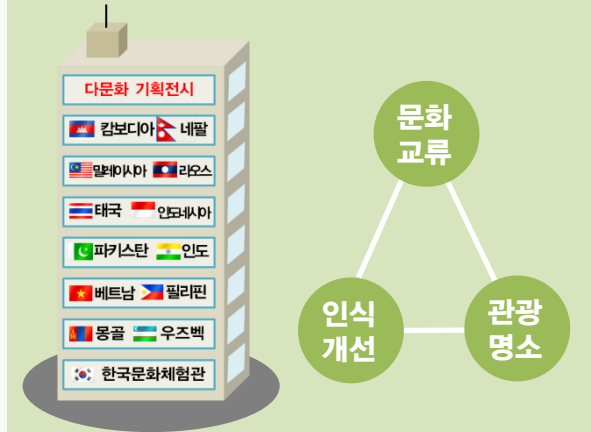 다문화 기획전시
캄보디아 네팔
말레이시아 라오스
태국 인도네시아
파키스탄 인도
베트남 필리핀
몽골 우즈벡
한국문화체험관
문화
교류
인식
개선
관광
명소